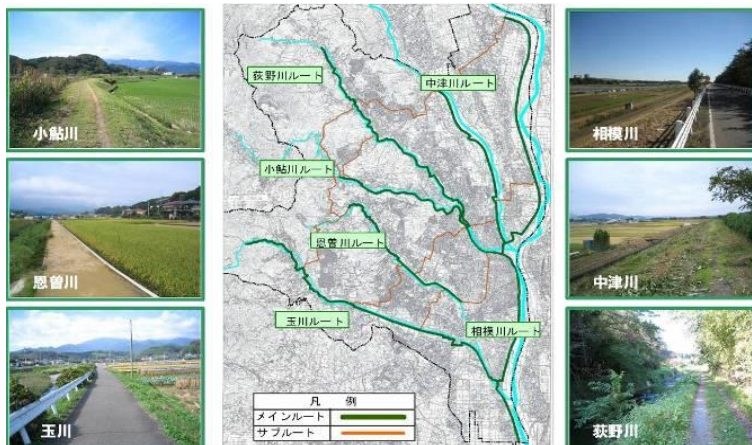 小鮎川
恩曽川
玉川
荻野川ルート
中津川ルート
小鮎川ルート
恩曽川ルート
玉川ルート
相模川ルート
凡 例
メインルート
サブルート
相模川
中津川
荻野川